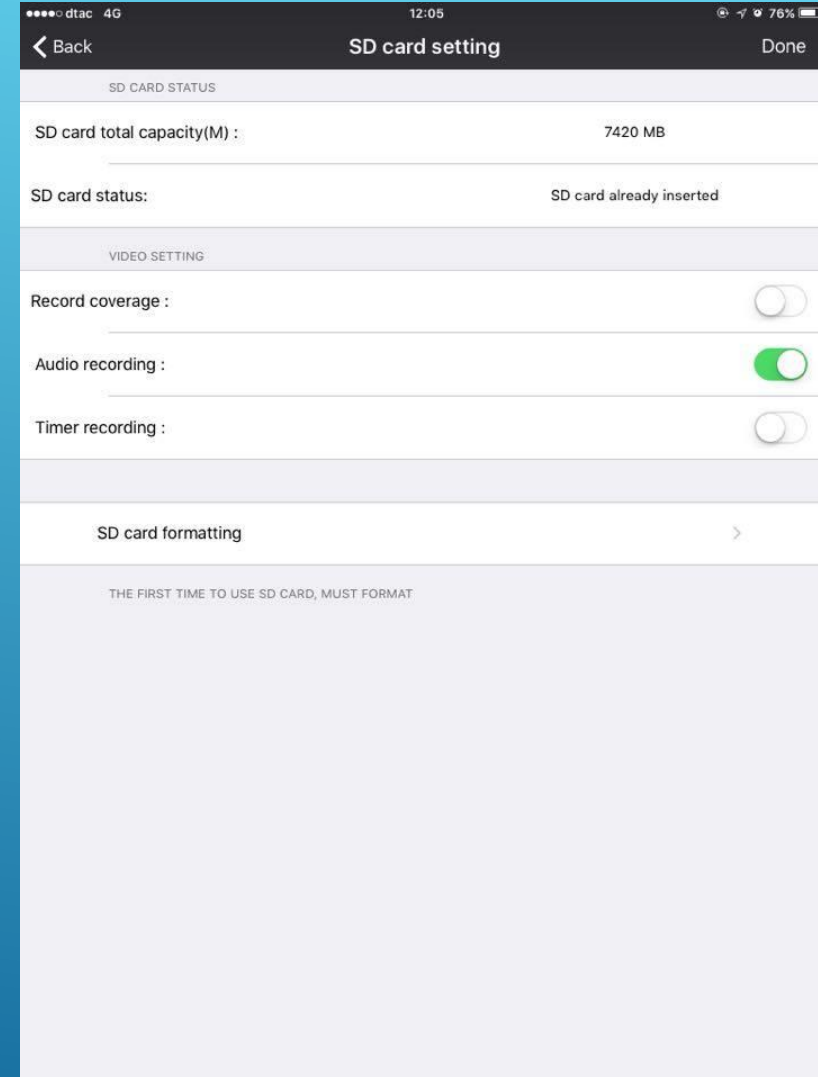 dtac 4G 12:05 76%
Back SD card setting Done
SD CARD STATUS
SD card total capacity(M) : 7420 MB
SD card status: SD card already inserted
VIDEO SETTING
Record coverage :
Audio recording :
Timer recording :
SD card formatting
THE FIRST TIME TO USE SD CARD, MUST FORMAT